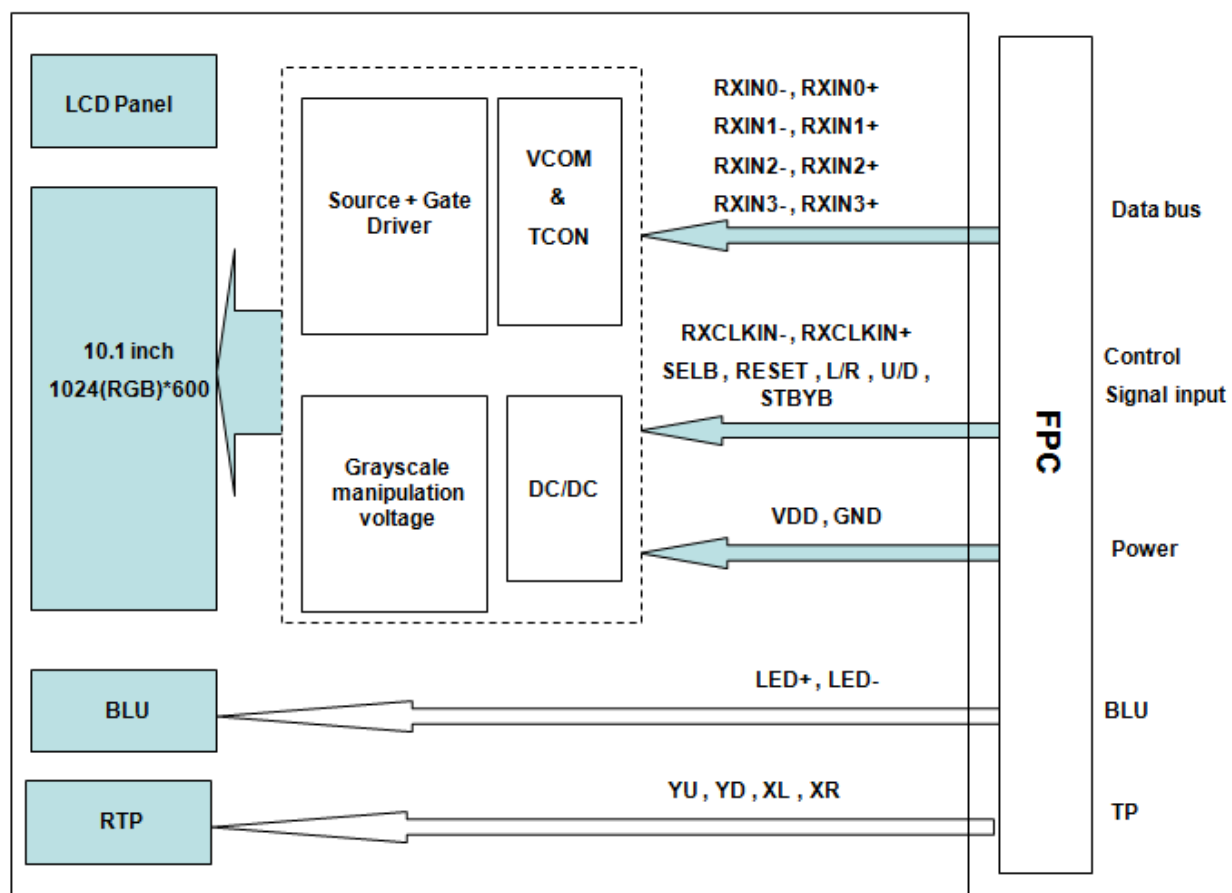 LCD Panel
10.1 inch
1024(RGB)*600
Source + Gate
Driver
VCOM
&
TCON
Grayscale
manipulation
voltage
DC/DC
RXIN0- , RXIN0+
RXIN1- , RXIN1+
RXIN2- , RXIN2+
RXIN3- , RXIN3+
RXCLKIN- , RXCLKIN+
SELB , RESET , L/R , U/D ,
STBYB
VDD , GND
BLU
LED+ , LED-
RTP
YU , YD , XL , XR
FPC
Data bus
Control
Signal input
Power
BLU
TP